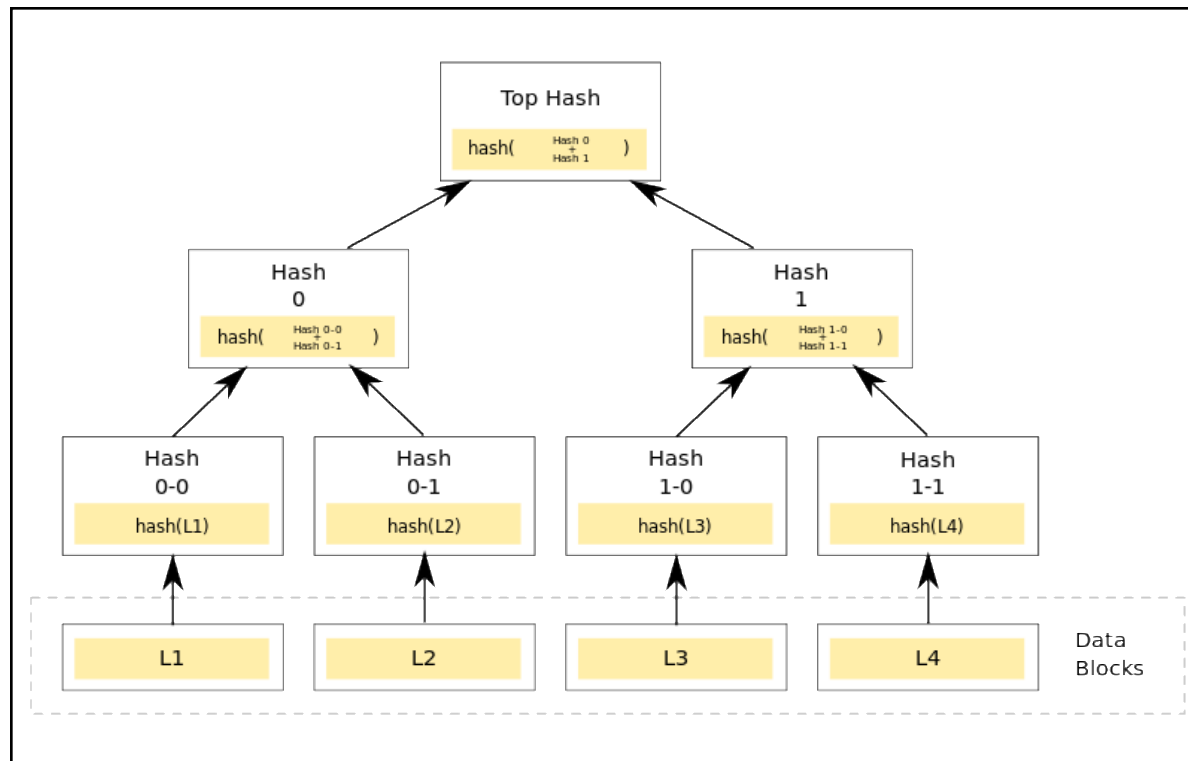 Top Hash
hash( Hash 0 + Hash 1 )
Hash
0
hash( Hash 0-0 + Hash 0-1 )
Hash
1
hash( Hash 1-0 + Hash 1-1 )
Hash
0-0
hash(L1)
Hash
0-1
hash(L2)
Hash
1-0
hash(L3)
Hash
1-1
hash(L4)
L1
L2
L3
L4
Data
Blocks